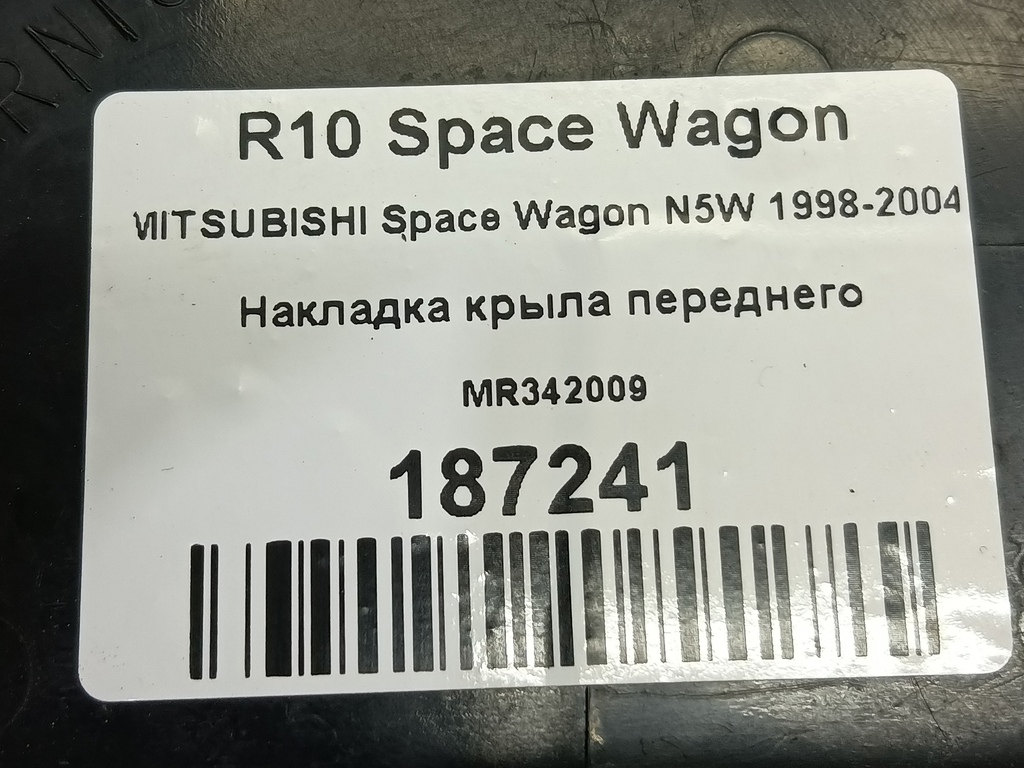 R10 Space Wagon
MITSUBISHI Space Wagon N5W 1998-2004
Накладка крыла переднего
MR342009
187241